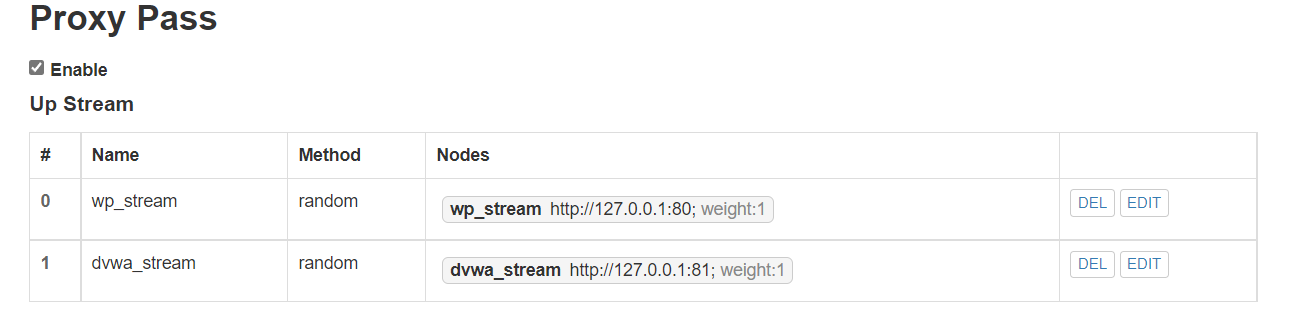 Proxy Pass
Enable
Up Stream
# Name Method Nodes
0 wp_stream random wp_stream http://127.0.0.1:80; weight:1 DEL EDIT
1 dvwa_stream random dvwa_stream http://127.0.0.1:81; weight:1 DEL EDIT